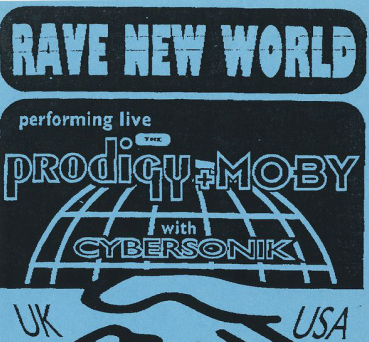 RAVE NEW WORLD
performing live
THE
prodigy + MOBY
with
CYBERSONIK
UK USA